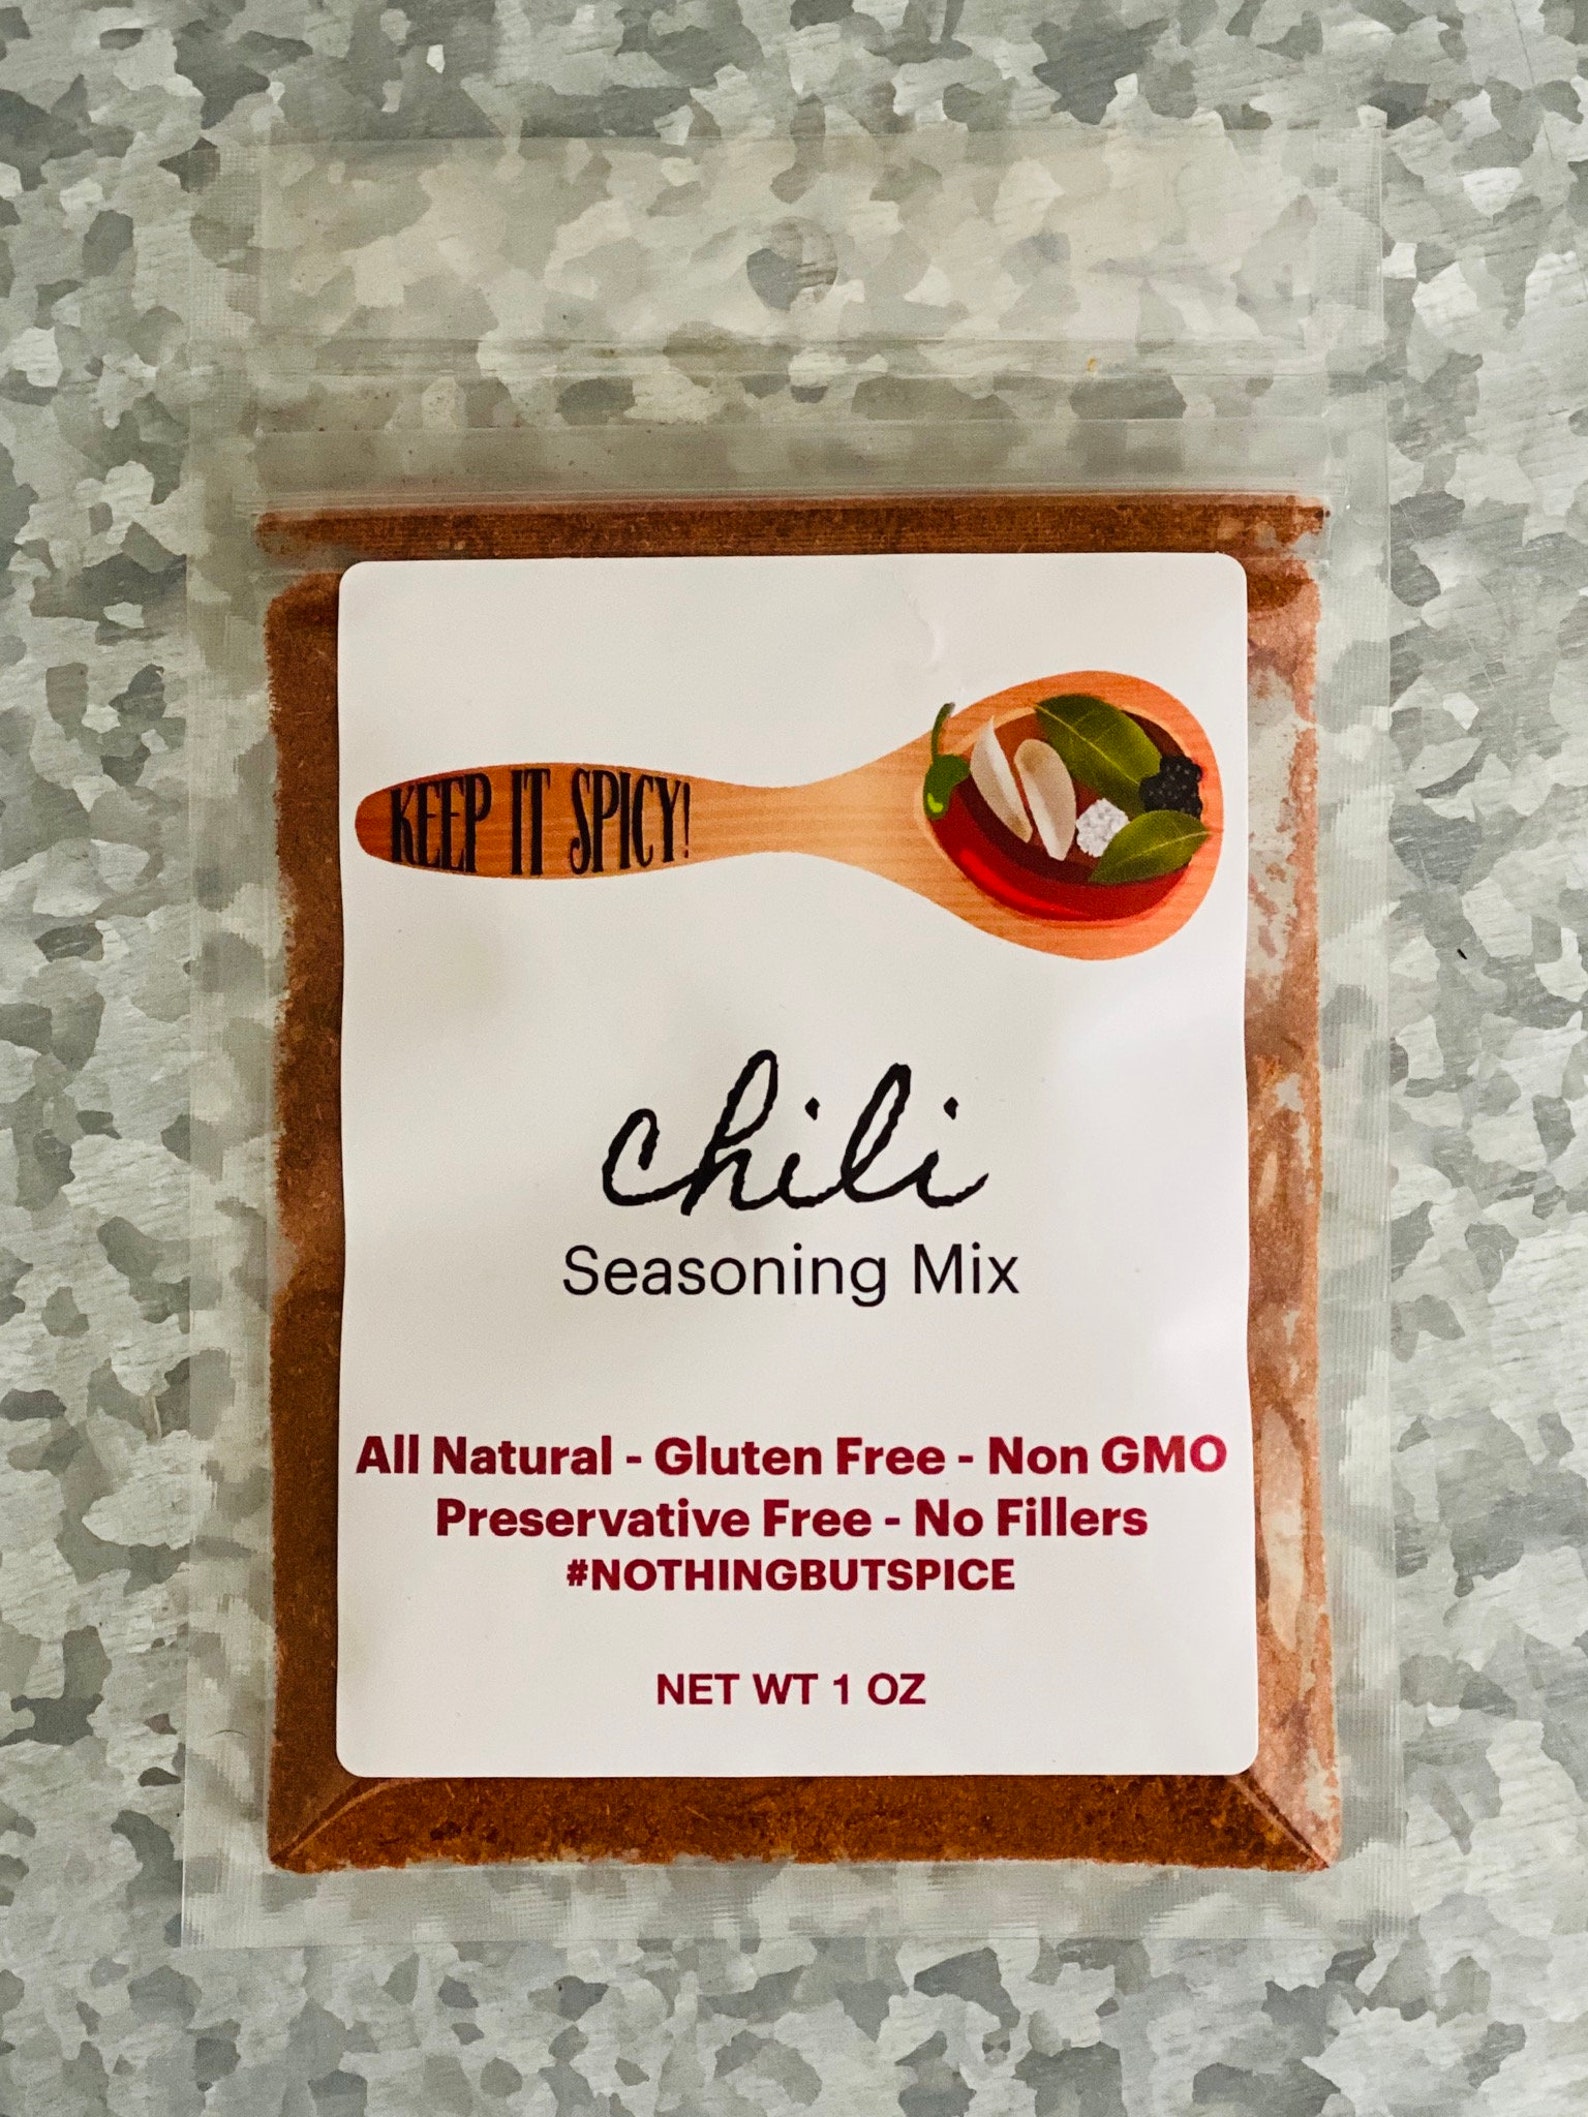 KEEP IT SPICY!
chili
Seasoning Mix
All Natural - Gluten Free - Non GMO
Preservative Free - No Fillers
#NOTHINGBUTSPICE
NET WT 1 OZ